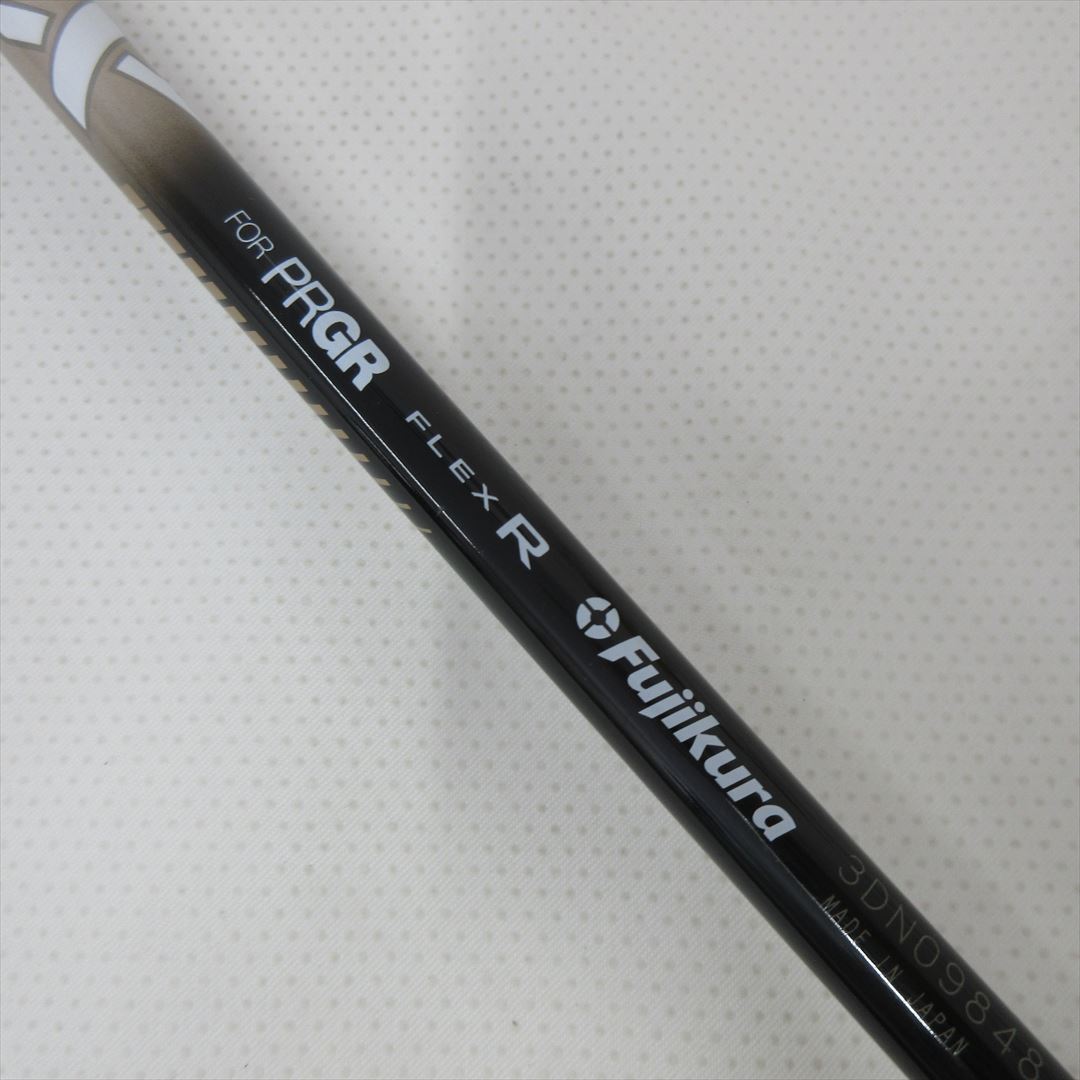 FOR PRGR FLEX R Fujikura
3DN09848
MADE IN JAPAN